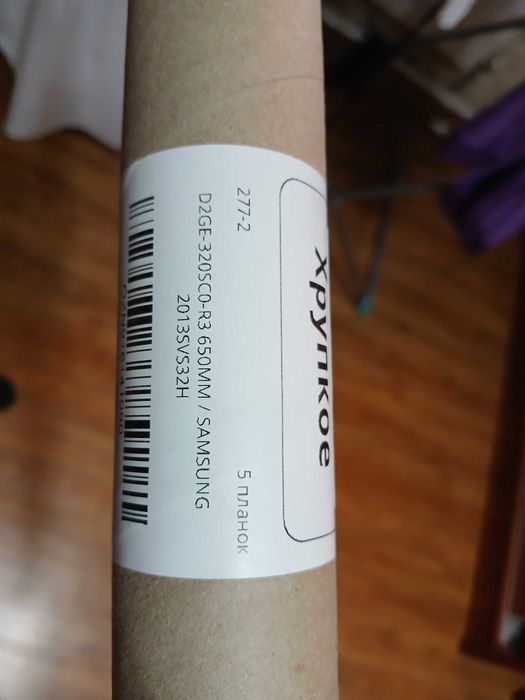 Хрупкое
277-2 5 планок
D2GE-320SC0-R3 650MM / SAMSUNG
2013SVS32H